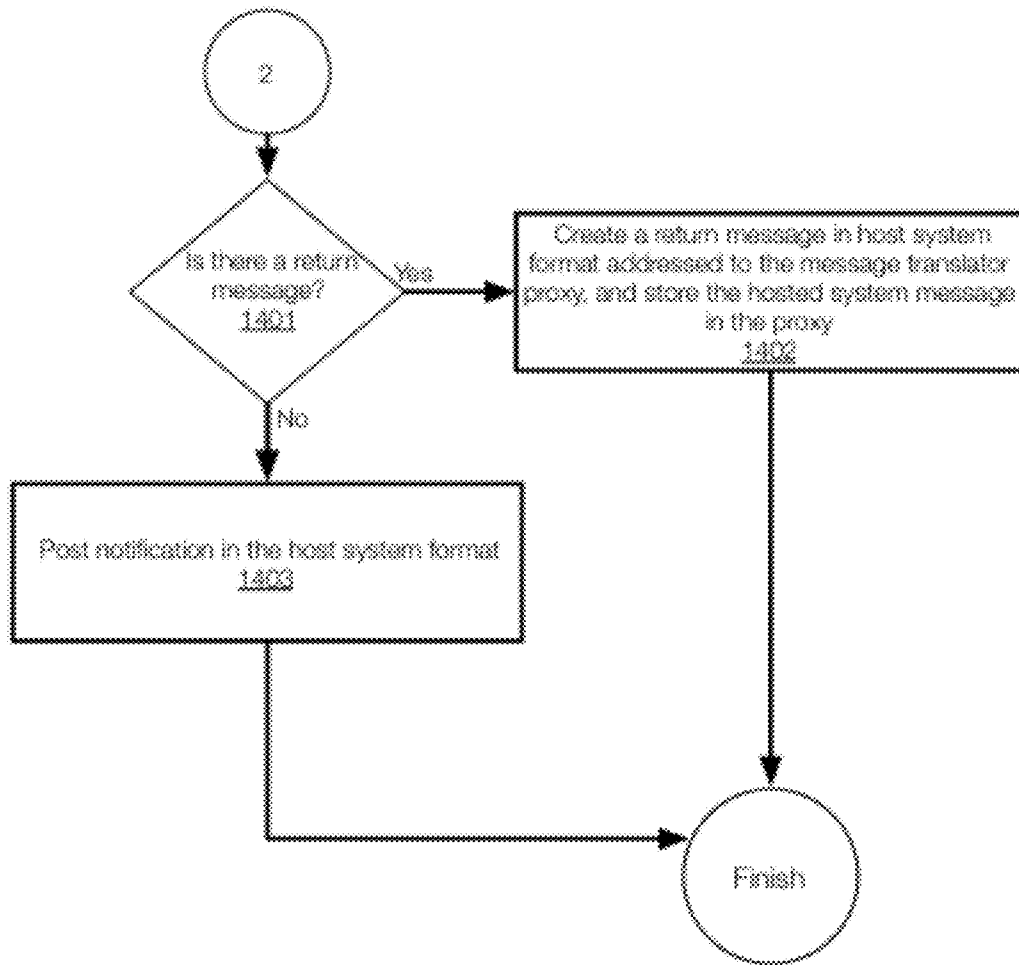 2
Is there a return
message?
1401
Yes
Create a return message in host system
format addressed to the message translator
proxy, and store the hosted system message
in the proxy
1402
No
Post notification in the host system format
1403
Finish